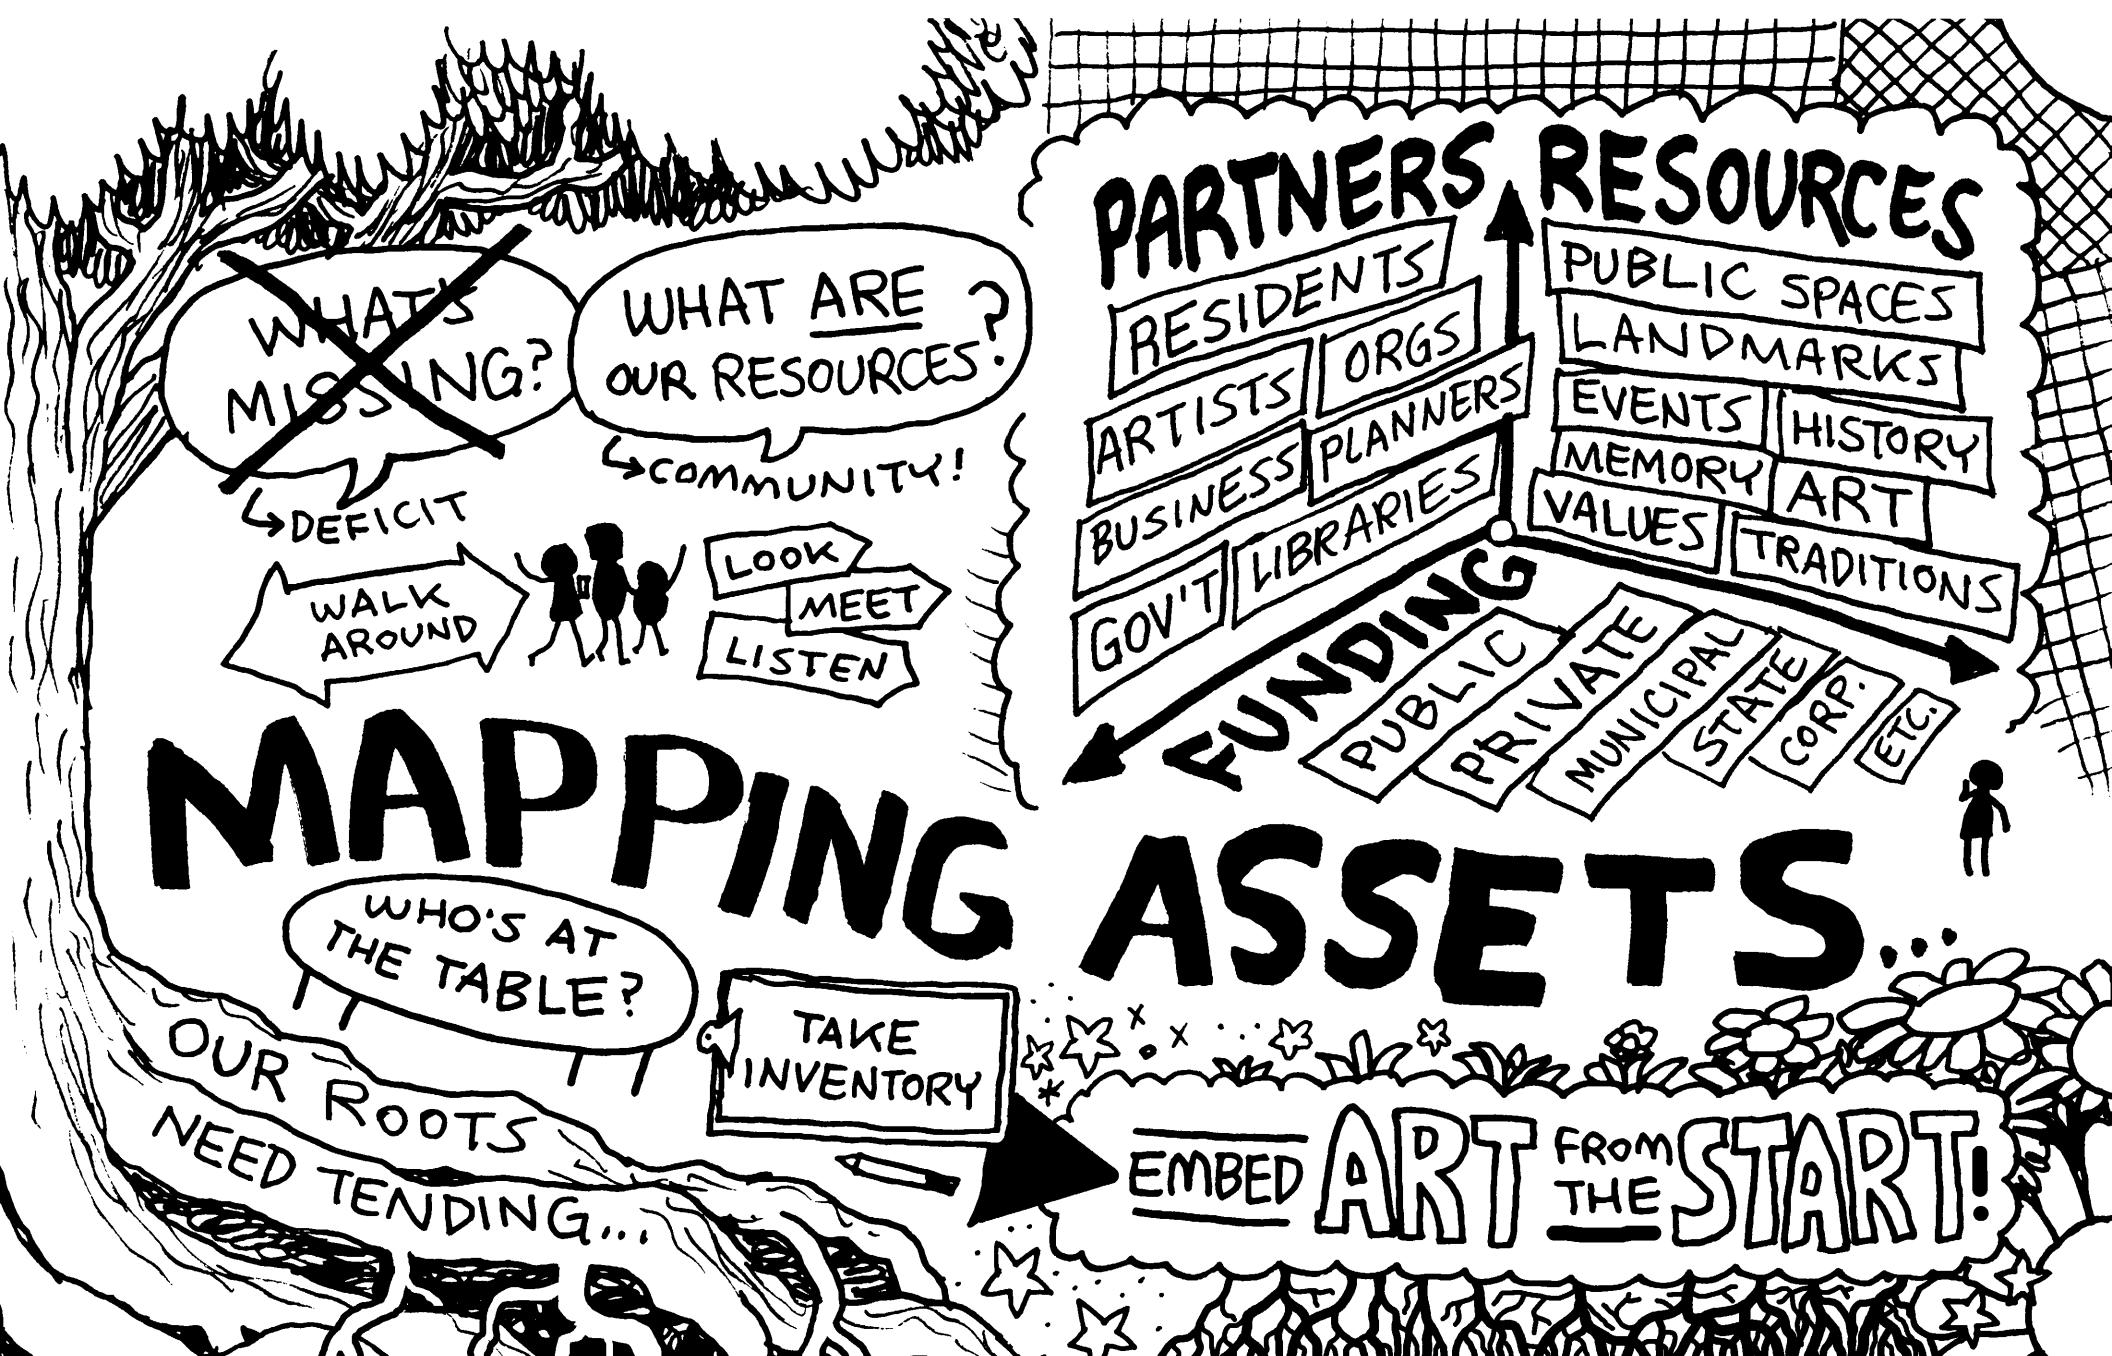 WHAT'S
MISSING?
DEFICIT
WHAT ARE
OUR RESOURCES?
COMMUNITY!
WALK
AROUND
LOOK
MEET
LISTEN
PARTNERS
RESIDENTS
ARTISTS
ORGS
BUSINESS
PLANNERS
GOV'T
LIBRARIES
RESOURCES
PUBLIC SPACES
LANDMARKS
EVENTS
HISTORY
MEMORY
ART
VALUES
TRADITIONS
FUNDING
PUBLIC
PRIVATE
MUNICIPAL
STATE
CORP.
ETC.
MAPPING ASSETS...
WHO'S AT
THE TABLE?
TAKE
INVENTORY
OUR ROOTS
NEED TENDING...
EMBED ART FROM THE START!